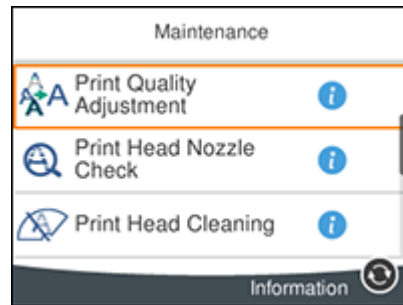 Maintenance
Print Quality
Adjustment
Print Head Nozzle
Check
Print Head Cleaning
Information